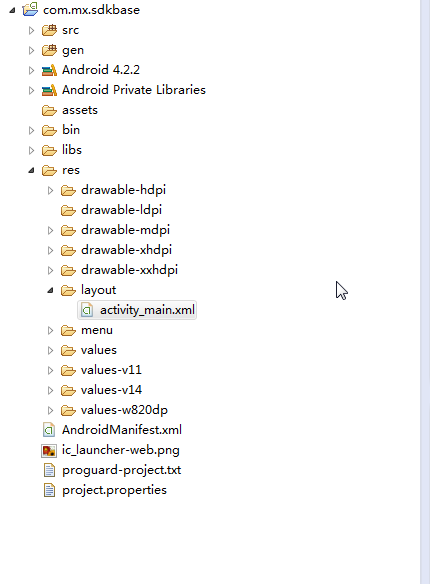 com.mx.sdkbase
src
gen
Android 4.2.2
Android Private Libraries
assets
bin
libs
res
drawable-hdpi
drawable-ldpi
drawable-mdpi
drawable-xhdpi
drawable-xxhdpi
layout
activity_main.xml
menu
values
values-v11
values-v14
values-w820dp
AndroidManifest.xml
ic_launcher-web.png
proguard-project.txt
project.properties